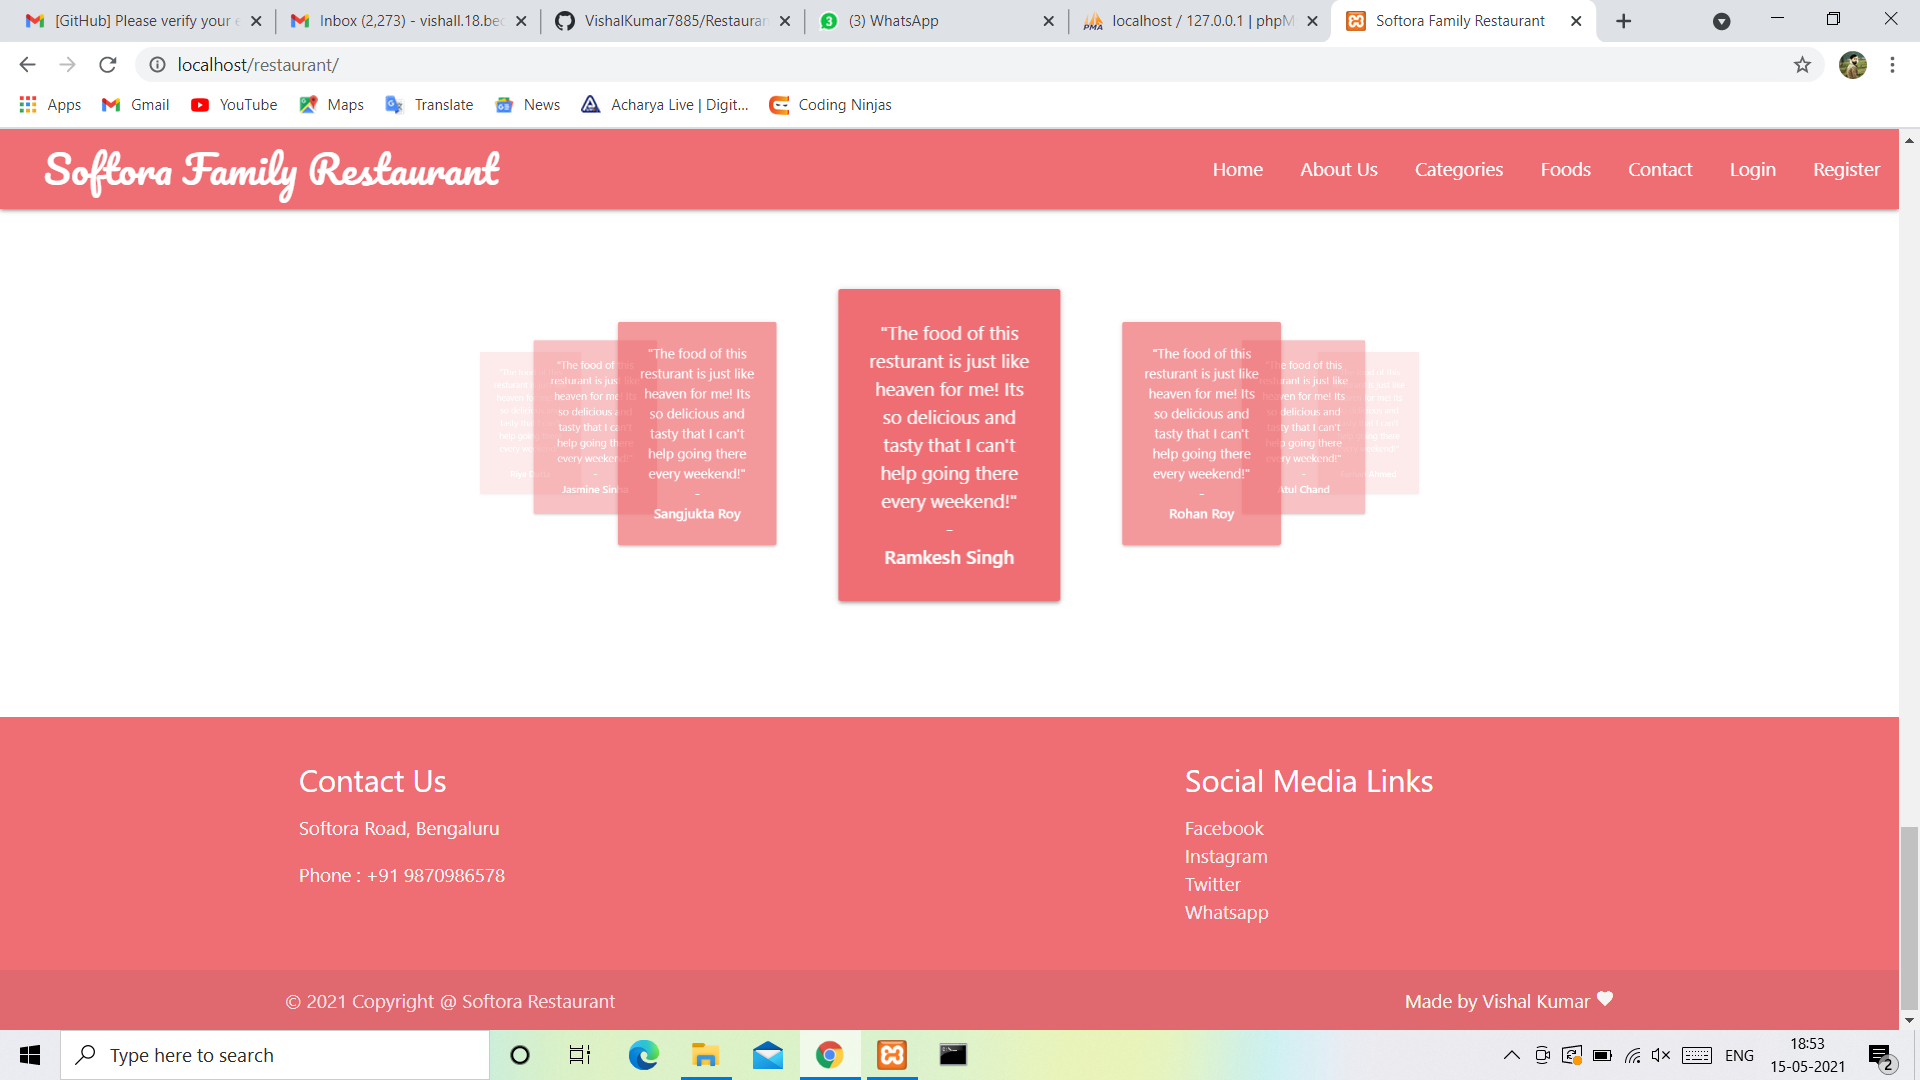 [GitHub] Please verify your
Inbox (2,273) - vishall.18.bec
VishalKumar7885/Restauran
(3) WhatsApp
localhost / 127.0.0.1 | phpM
Softora Family Restaurant
localhost/restaurant/
Apps
Gmail
YouTube
Maps
Translate
News
Acharya Live | Digit...
Coding Ninjas
Softora Family Restaurant
Home
About Us
Categories
Foods
Contact
Login
Register
"The food of this
resturant is just like
heaven for me! Its
so delicious and
tasty that I can't
help going there
every weekend!"
-
Jasmine Sinha
"The food of this
resturant is just like
heaven for me! Its
so delicious and
tasty that I can't
help going there
every weekend!"
-
Sangjukta Roy
"The food of this
resturant is just like
heaven for me! Its
so delicious and
tasty that I can't
help going there
every weekend!"
-
Ramkesh Singh
"The food of this
resturant is just like
heaven for me! Its
so delicious and
tasty that I can't
help going there
every weekend!"
-
Rohan Roy
food of this
resturant is just like
heaven for me! Its
so delicious and
tasty that I can't
help going there
every weekend!"
-
Atul Chand
Contact Us
Softora Road, Bengaluru
Phone : +91 9870986578
Social Media Links
Facebook
Instagram
Twitter
Whatsapp
© 2021 Copyright @ Softora Restaurant
Made by Vishal Kumar
Type here to search
ENG
18:53
15-05-2021
2